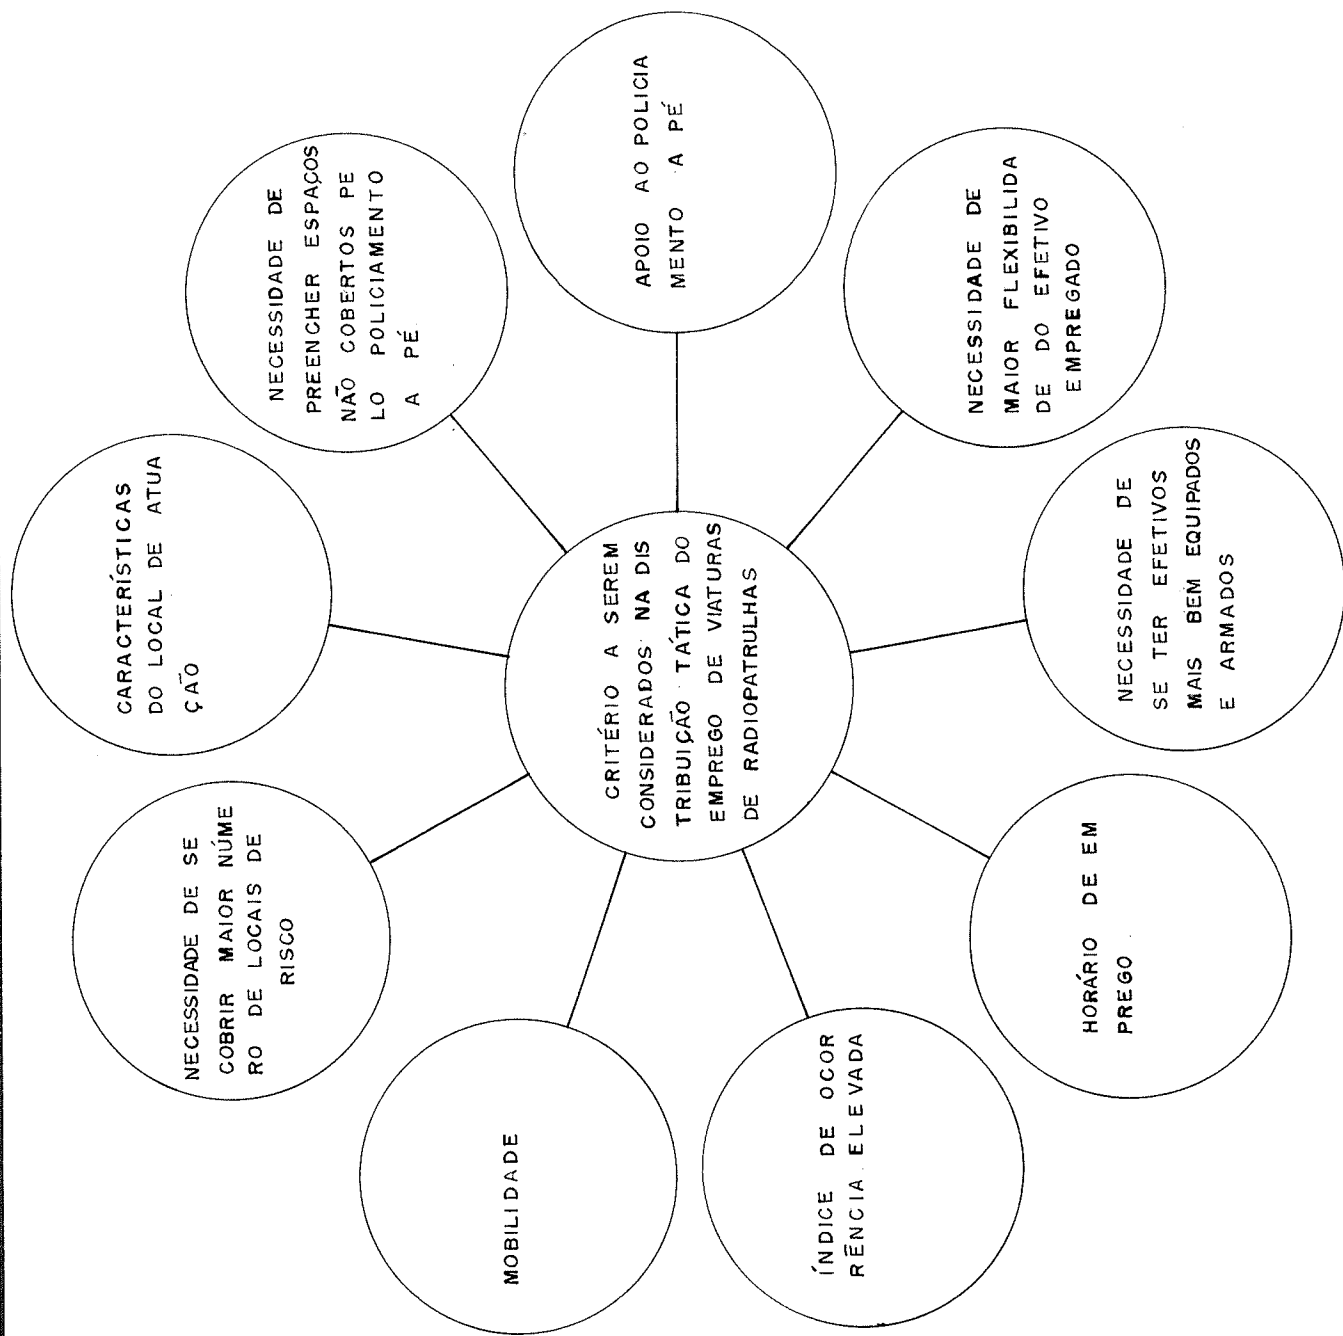 CRITÉRIO A SEREM
CONSIDERADOS NA DIS
TRIBUIÇÃO TÁTICA DO
EMPREGO DE VIATURAS
DE RADIOPATRULHAS
APOIO AO POLICIA
MENTO A PÉ
NECESSIDADE DE
MAIOR FLEXIBILIDA
DE DO EFETIVO
EMPREGADO
NECESSIDADE DE
SE TER EFETIVOS
MAIS BEM EQUIPADOS
E ARMADOS
HORÁRIO DE EM
PREGO
ÍNDICE DE OCOR
RÊNCIA ELEVADA
MOBILIDADE
NECESSIDADE DE SE
COBRIR MAIOR NÚME
RO DE LOCAIS DE
RISCO
CARACTERÍSTICAS
DO LOCAL DE ATUA
ÇÃO
NECESSIDADE DE
PREENCHER ESPAÇOS
NÃO COBERTOS PE
LO POLICIAMENTO
A PÉ